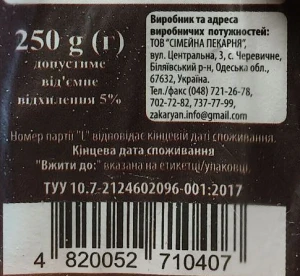 250 g (г)
допустиме
від'ємне
відхилення 5%
Виробник та адреса
виробничих потужностей:
ТОВ "СІМЕЙНА ПЕКАРНЯ",
вул. Центральна, 3, с. Черевичне,
Біляївський р-н, Одеська обл.,
67632, Україна.
Тел./факс (048) 721-26-78,
702-72-82, 737-77-99,
zakaryan.info@gmail.com
Номер партії "L" відповідає кінцевій даті споживання.
Кінцева дата споживання
"Вжити до:" вказана на етикетці/упаковці.
ТУУ 10.7-2124602096-001:2017
4 820052 710407